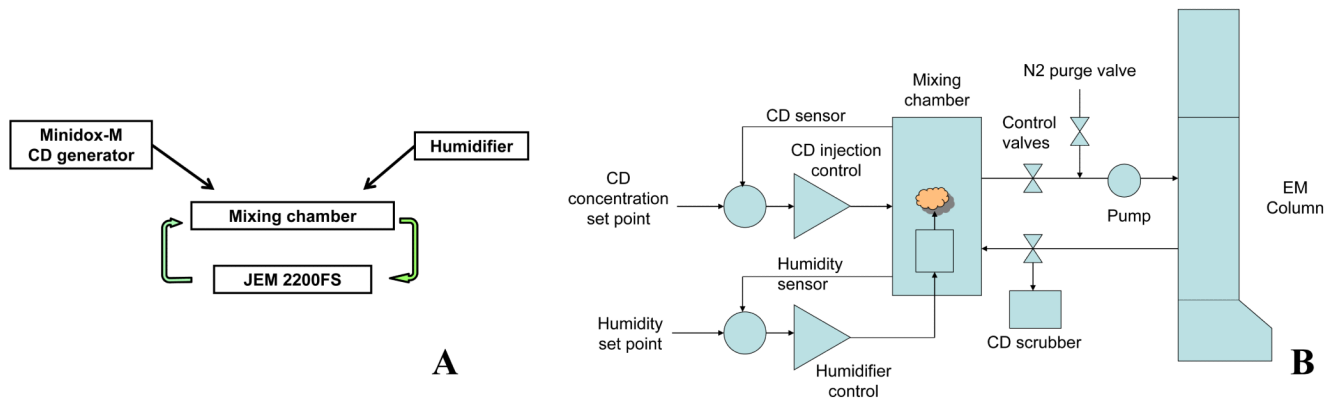 Minidox-M
CD generator
Humidifier
Mixing chamber
JEM 2200FS
A
N2 purge valve
Mixing
chamber
CD sensor
Control
valves
CD injection
control
CD
concentration
set point
EM
Column
Pump
Humidity
sensor
Humidity
set point
CD scrubber
Humidifier
control
B